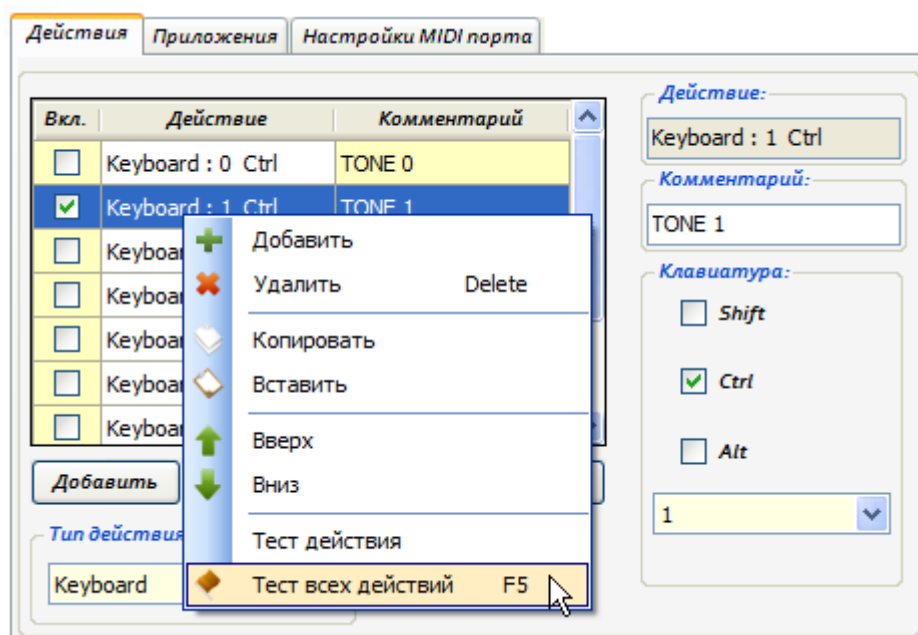 Действия Приложения Настройки MIDI порта
Вкл. Действие Комментарий
Keyboard : 0 Ctrl TONE 0
Keyboard : 1 Ctrl TONE 1
Действие:
Keyboard : 1 Ctrl
Комментарий:
TONE 1
Клавиатура:
Shift
Ctrl
Alt
1
Добавить
Удалить Delete
Копировать
Вставить
Вверх
Вниз
Тест действия
Тест всех действий F5
Добавить
Тип действия
Keyboard